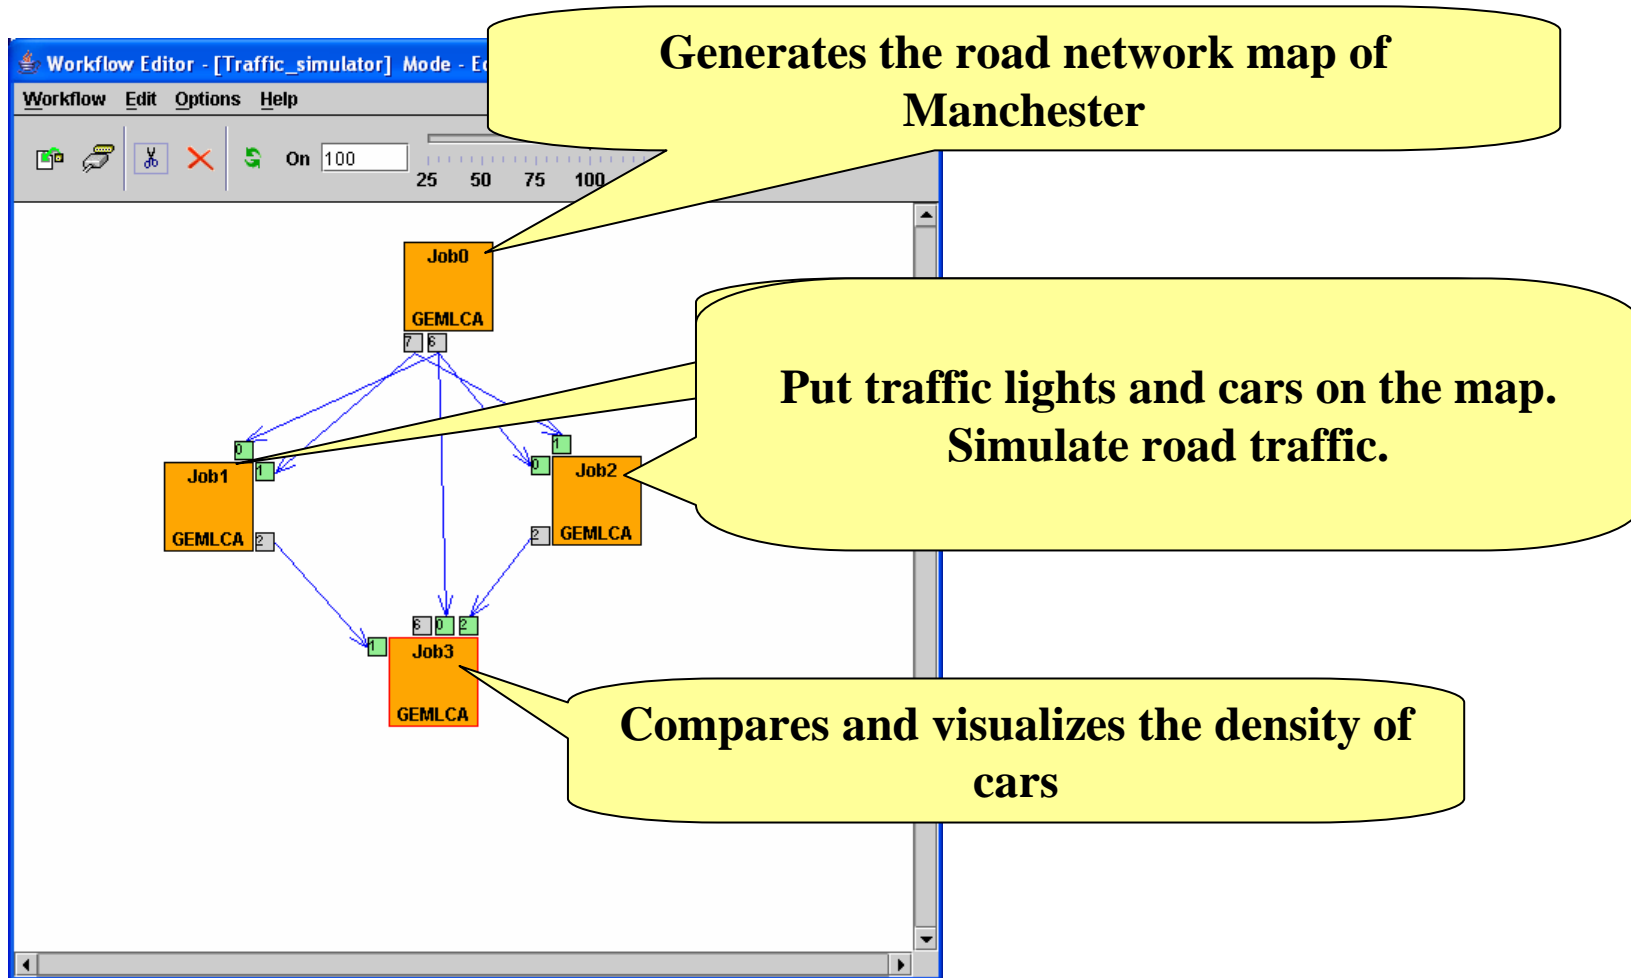 Generates the road network map of
Manchester
Workflow Editor - [Traffic_simulator] Mode - Ed
Workflow Edit Options Help
On 100
25 50 75 100
Job0
GEMLCA
7 6
Put traffic lights and cars on the map.
Simulate road traffic.
0
1
Job1
GEMLCA
2
1
0
Job2
GEMLCA
2
6 0 2
1
Job3
GEMLCA
Compares and visualizes the density of
cars